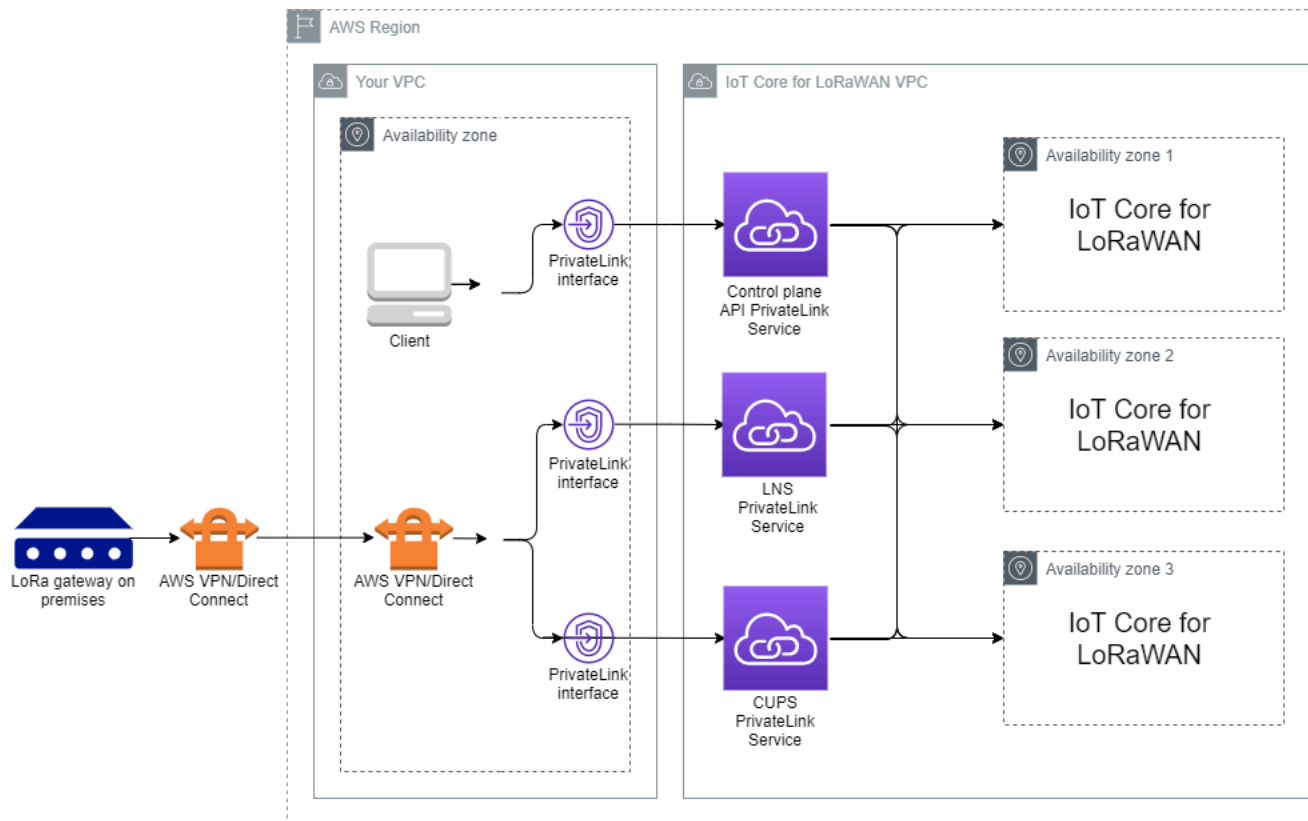 AWS Region
Your VPC
IoT Core for LoRaWAN VPC
Availability zone
Availability zone 1
IoT Core for
LoRaWAN
PrivateLink
interface
Client
Control plane
API PrivateLink
Service
Availability zone 2
IoT Core for
LoRaWAN
PrivateLink
interface
LNS
PrivateLink
Service
LoRa gateway on
premises
AWS VPN/Direct
Connect
AWS VPN/Direct
Connect
Availability zone 3
IoT Core for
LoRaWAN
PrivateLink
interface
CUPS
PrivateLink
Service